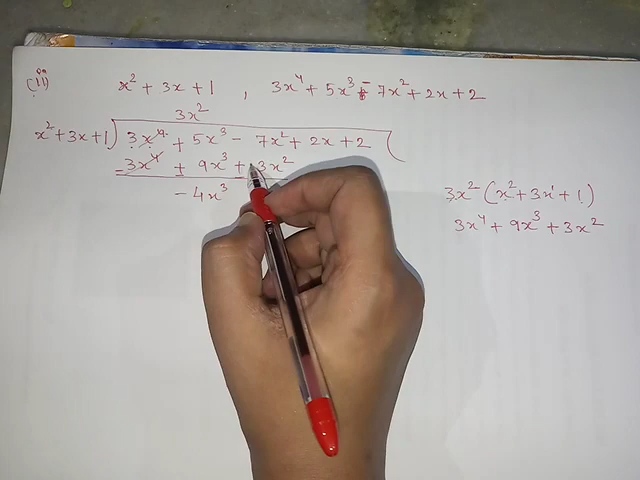 (ii) x² + 3x + 1 , 3x⁴ + 5x³ - 7x² + 2x + 2
3x²
x² + 3x + 1 ) 3x⁴ + 5x³ - 7x² + 2x + 2
- 3x⁴ + 9x³ + 3x²
- 4x³
3x² (x² + 3x + 1)
3x⁴ + 9x³ + 3x²